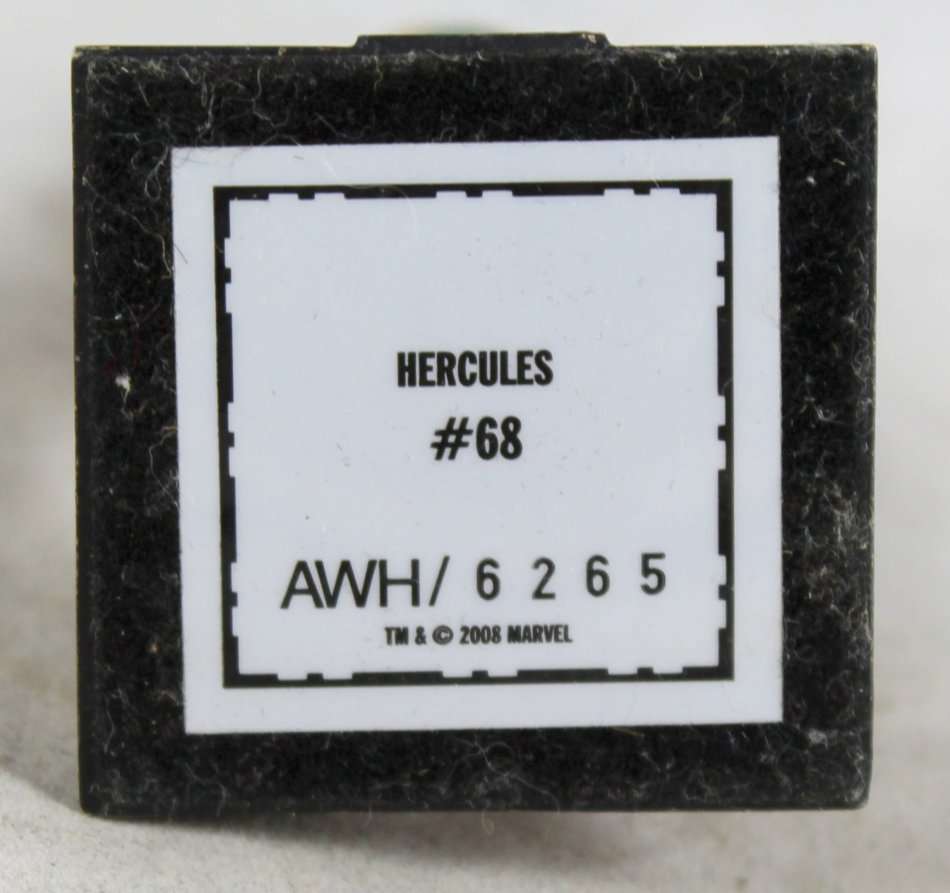 HERCULES
#68
AWH/ 6 2 6 5
TM & © 2008 MARVEL